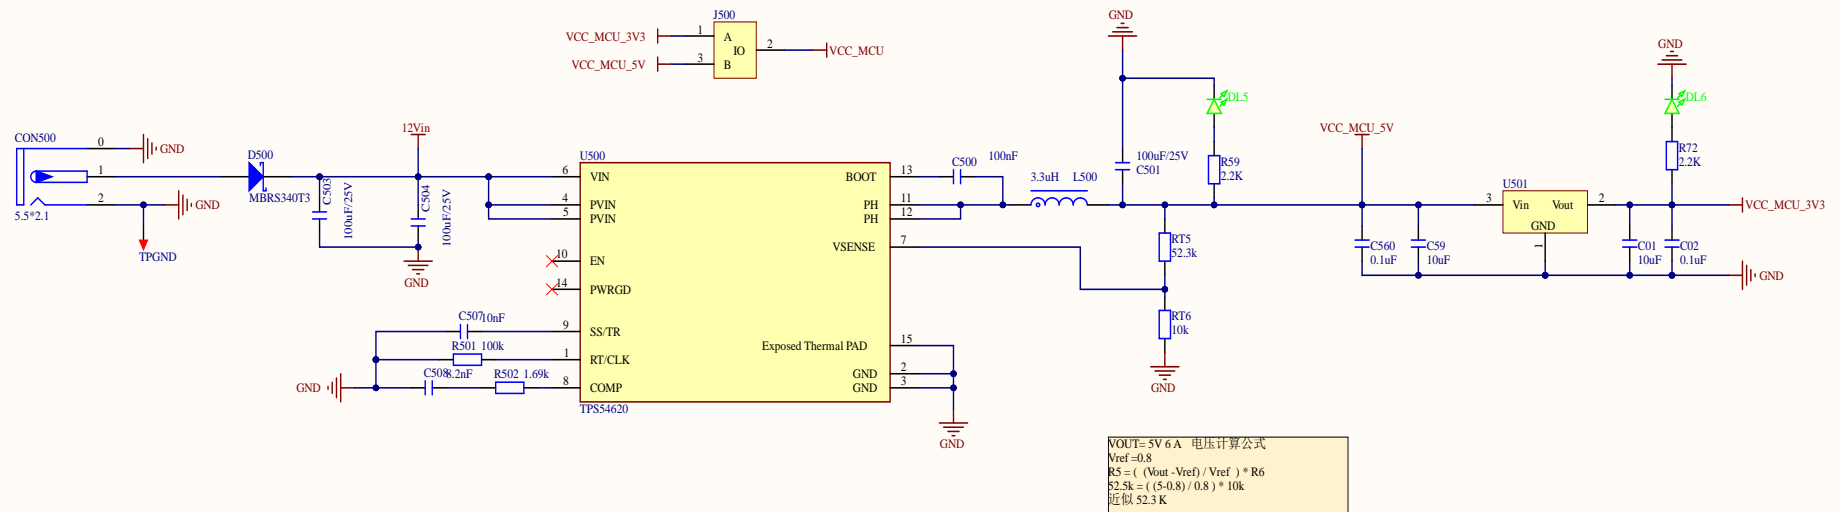 J500
VCC_MCU_3V3 1 A
IO 2 VCC_MCU
VCC_MCU_5V 3 B
GND
GND
DL5
DL6
CON500
0 GND
1
2 GND
5.5*2.1
TPGND
D500
MBRS340T3
12Vin
C503
100uF/25V
C504
100uF/25V
U500
6 VIN
4 PVIN
5 PVIN
10 EN
14 PWRGD
9 SS/TR
1 RT/CLK
8 COMP
TPS54620
BOOT 13
PH 11
PH 12
VSENSE 7
Exposed Thermal PAD 15
GND 2
GND 3
GND
GND
C507 10nF
R501 100k
C508 8.2nF
R502 1.69k
GND
C500 100nF
3.3uH L500
100uF/25V
C501
R59
2.2K
RT5
52.3k
RT6
10k
GND
VCC_MCU_5V
C560
0.1uF
C59
10uF
U501
3 Vin Vout 2
GND
1
R72
2.2K
C01
10uF
C02
0.1uF
VCC_MCU_3V3
GND
VOUT= 5V 6 A 电压计算公式
Vref =0.8
R5 = ( (Vout -Vref) / Vref ) * R6
52.5k = ( (5-0.8) / 0.8 ) * 10k
近似 52.3 K